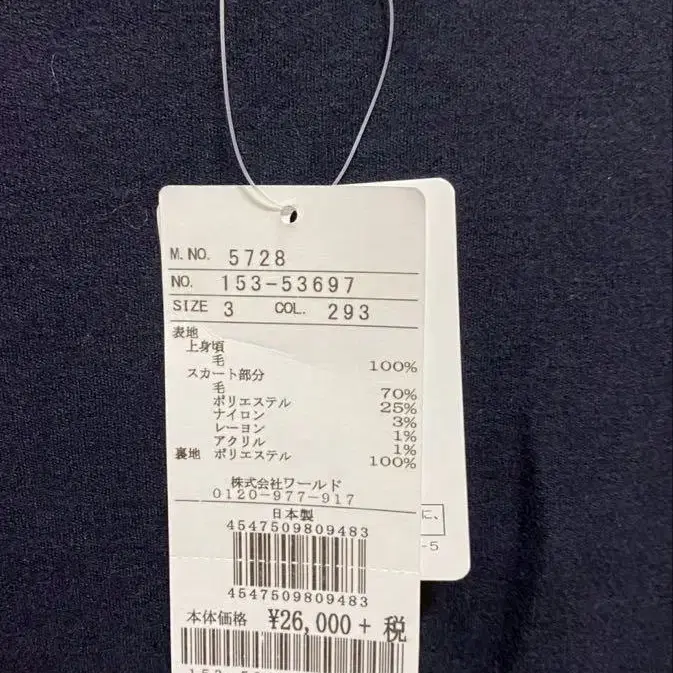 M. NO. 5728
NO. 153-53697
SIZE 3 COL. 293
表地
上身頃
毛 100%
スカート部分
毛 70%
ポリエステル 25%
ナイロン 3%
レーヨン 1%
アクリル 1%
裏地 ポリエステル 100%
株式会社ワールド
0120-977-917
日本製
4547509809483
4547509809483
本体価格 ¥26,000 + 税
に、
-5